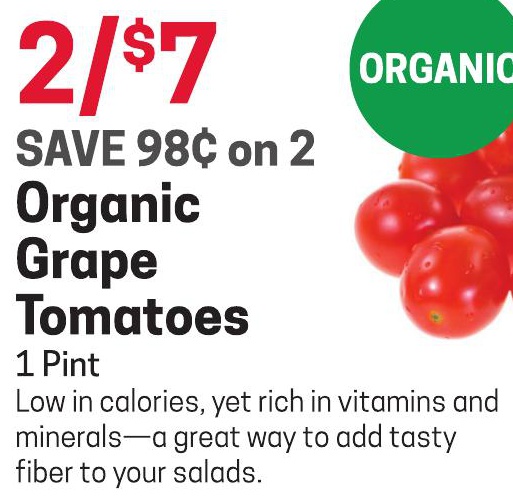 2/$7
ORGANIC
SAVE 98¢ on 2
Organic
Grape
Tomatoes
1 Pint
Low in calories, yet rich in vitamins and
minerals—a great way to add tasty
fiber to your salads.